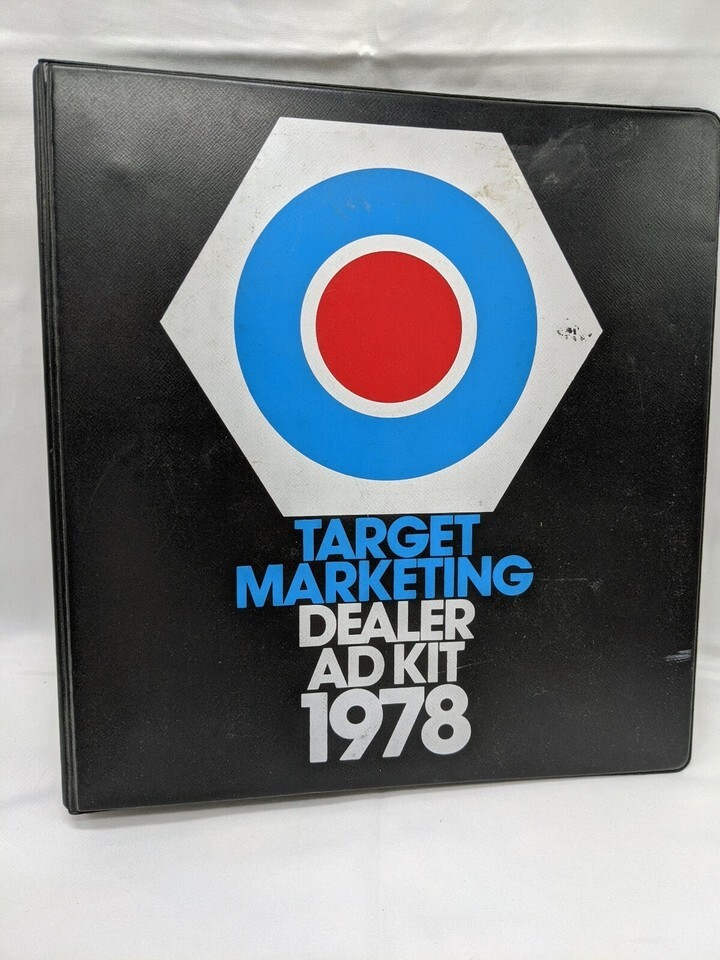 TARGET
MARKETING
DEALER
AD KIT
1978